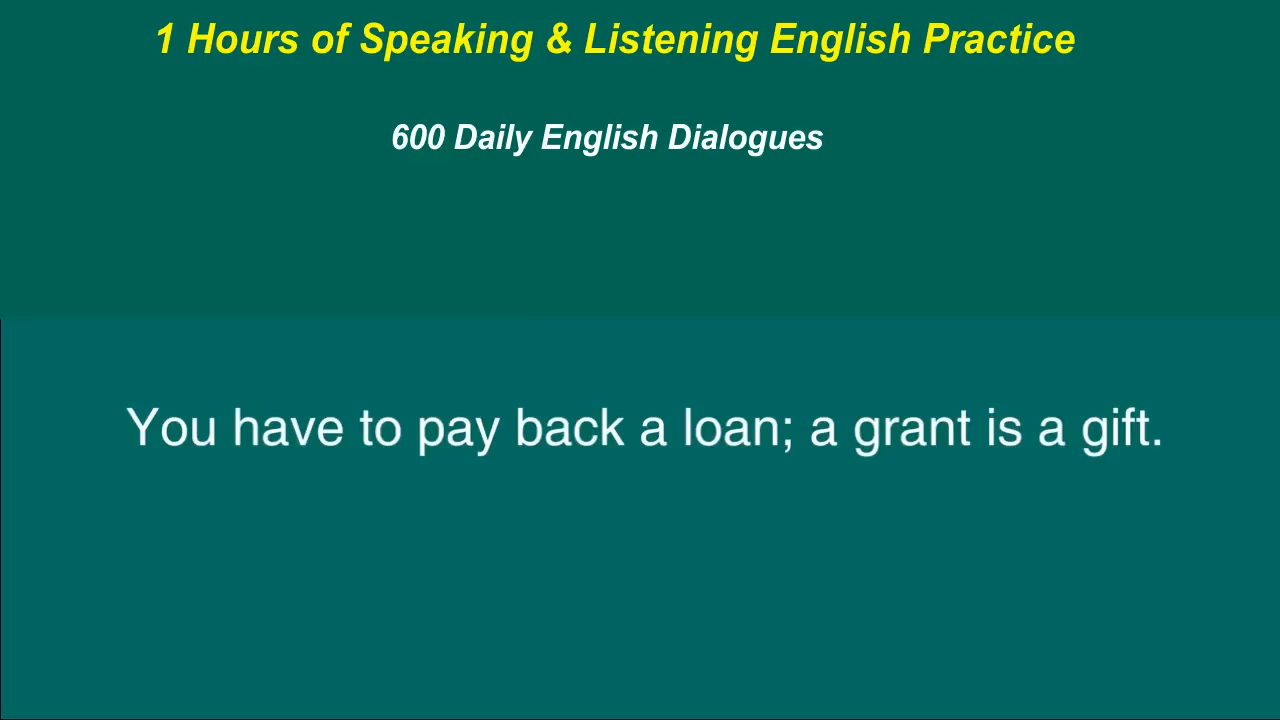 1 Hours of Speaking & Listening English Practice
600 Daily English Dialogues
You have to pay back a loan; a grant is a gift.